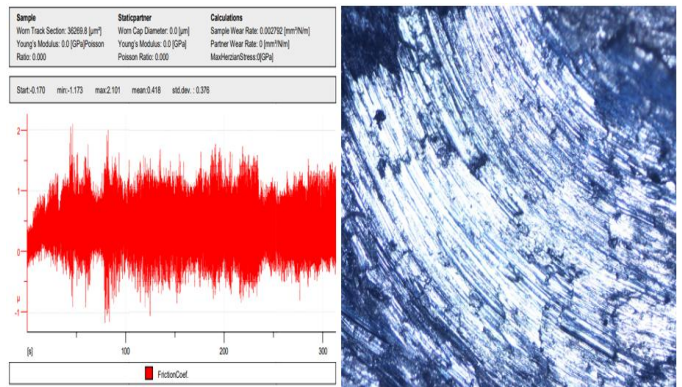 Sample
Worn Track Section: 36269.8 [µm²]
Young's Modulus: 0.0 [GPa]Poisson
Ratio: 0.000
Staticpartner
Worn Cap Diameter: 0.0 [µm]
Young's Modulus: 0.0 [GPa]
Poisson Ratio: 0.000
Calculations
Sample Wear Rate: 0.002792 [mm³/N/m]
Partner Wear Rate: 0 [mm³/N/m]
MaxHerzianStress:0[GPa]
Start:-0.170 min:-1.173 max:2.101 mean:0.418 std.dev. : 0.376
2
1
0
µ
-1
[s] 100 200 300
FrictionCoef.